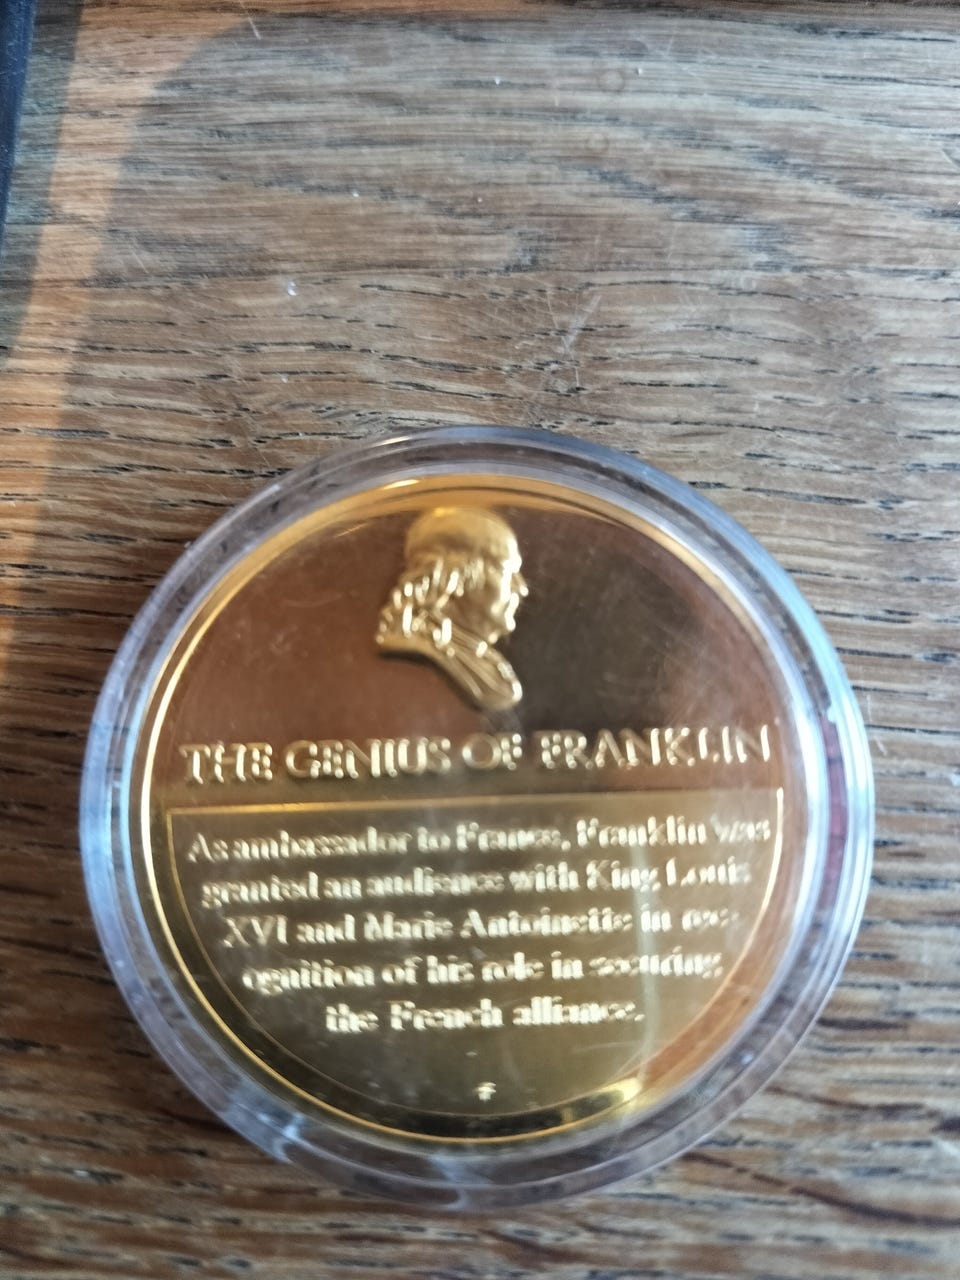 THE GENIUS OF FRANKLIN
As ambassador to France, Franklin was
granted an audience with King Louis
XVI and Marie Antoinette in rec-
ognition of his role in securing
the French alliance.